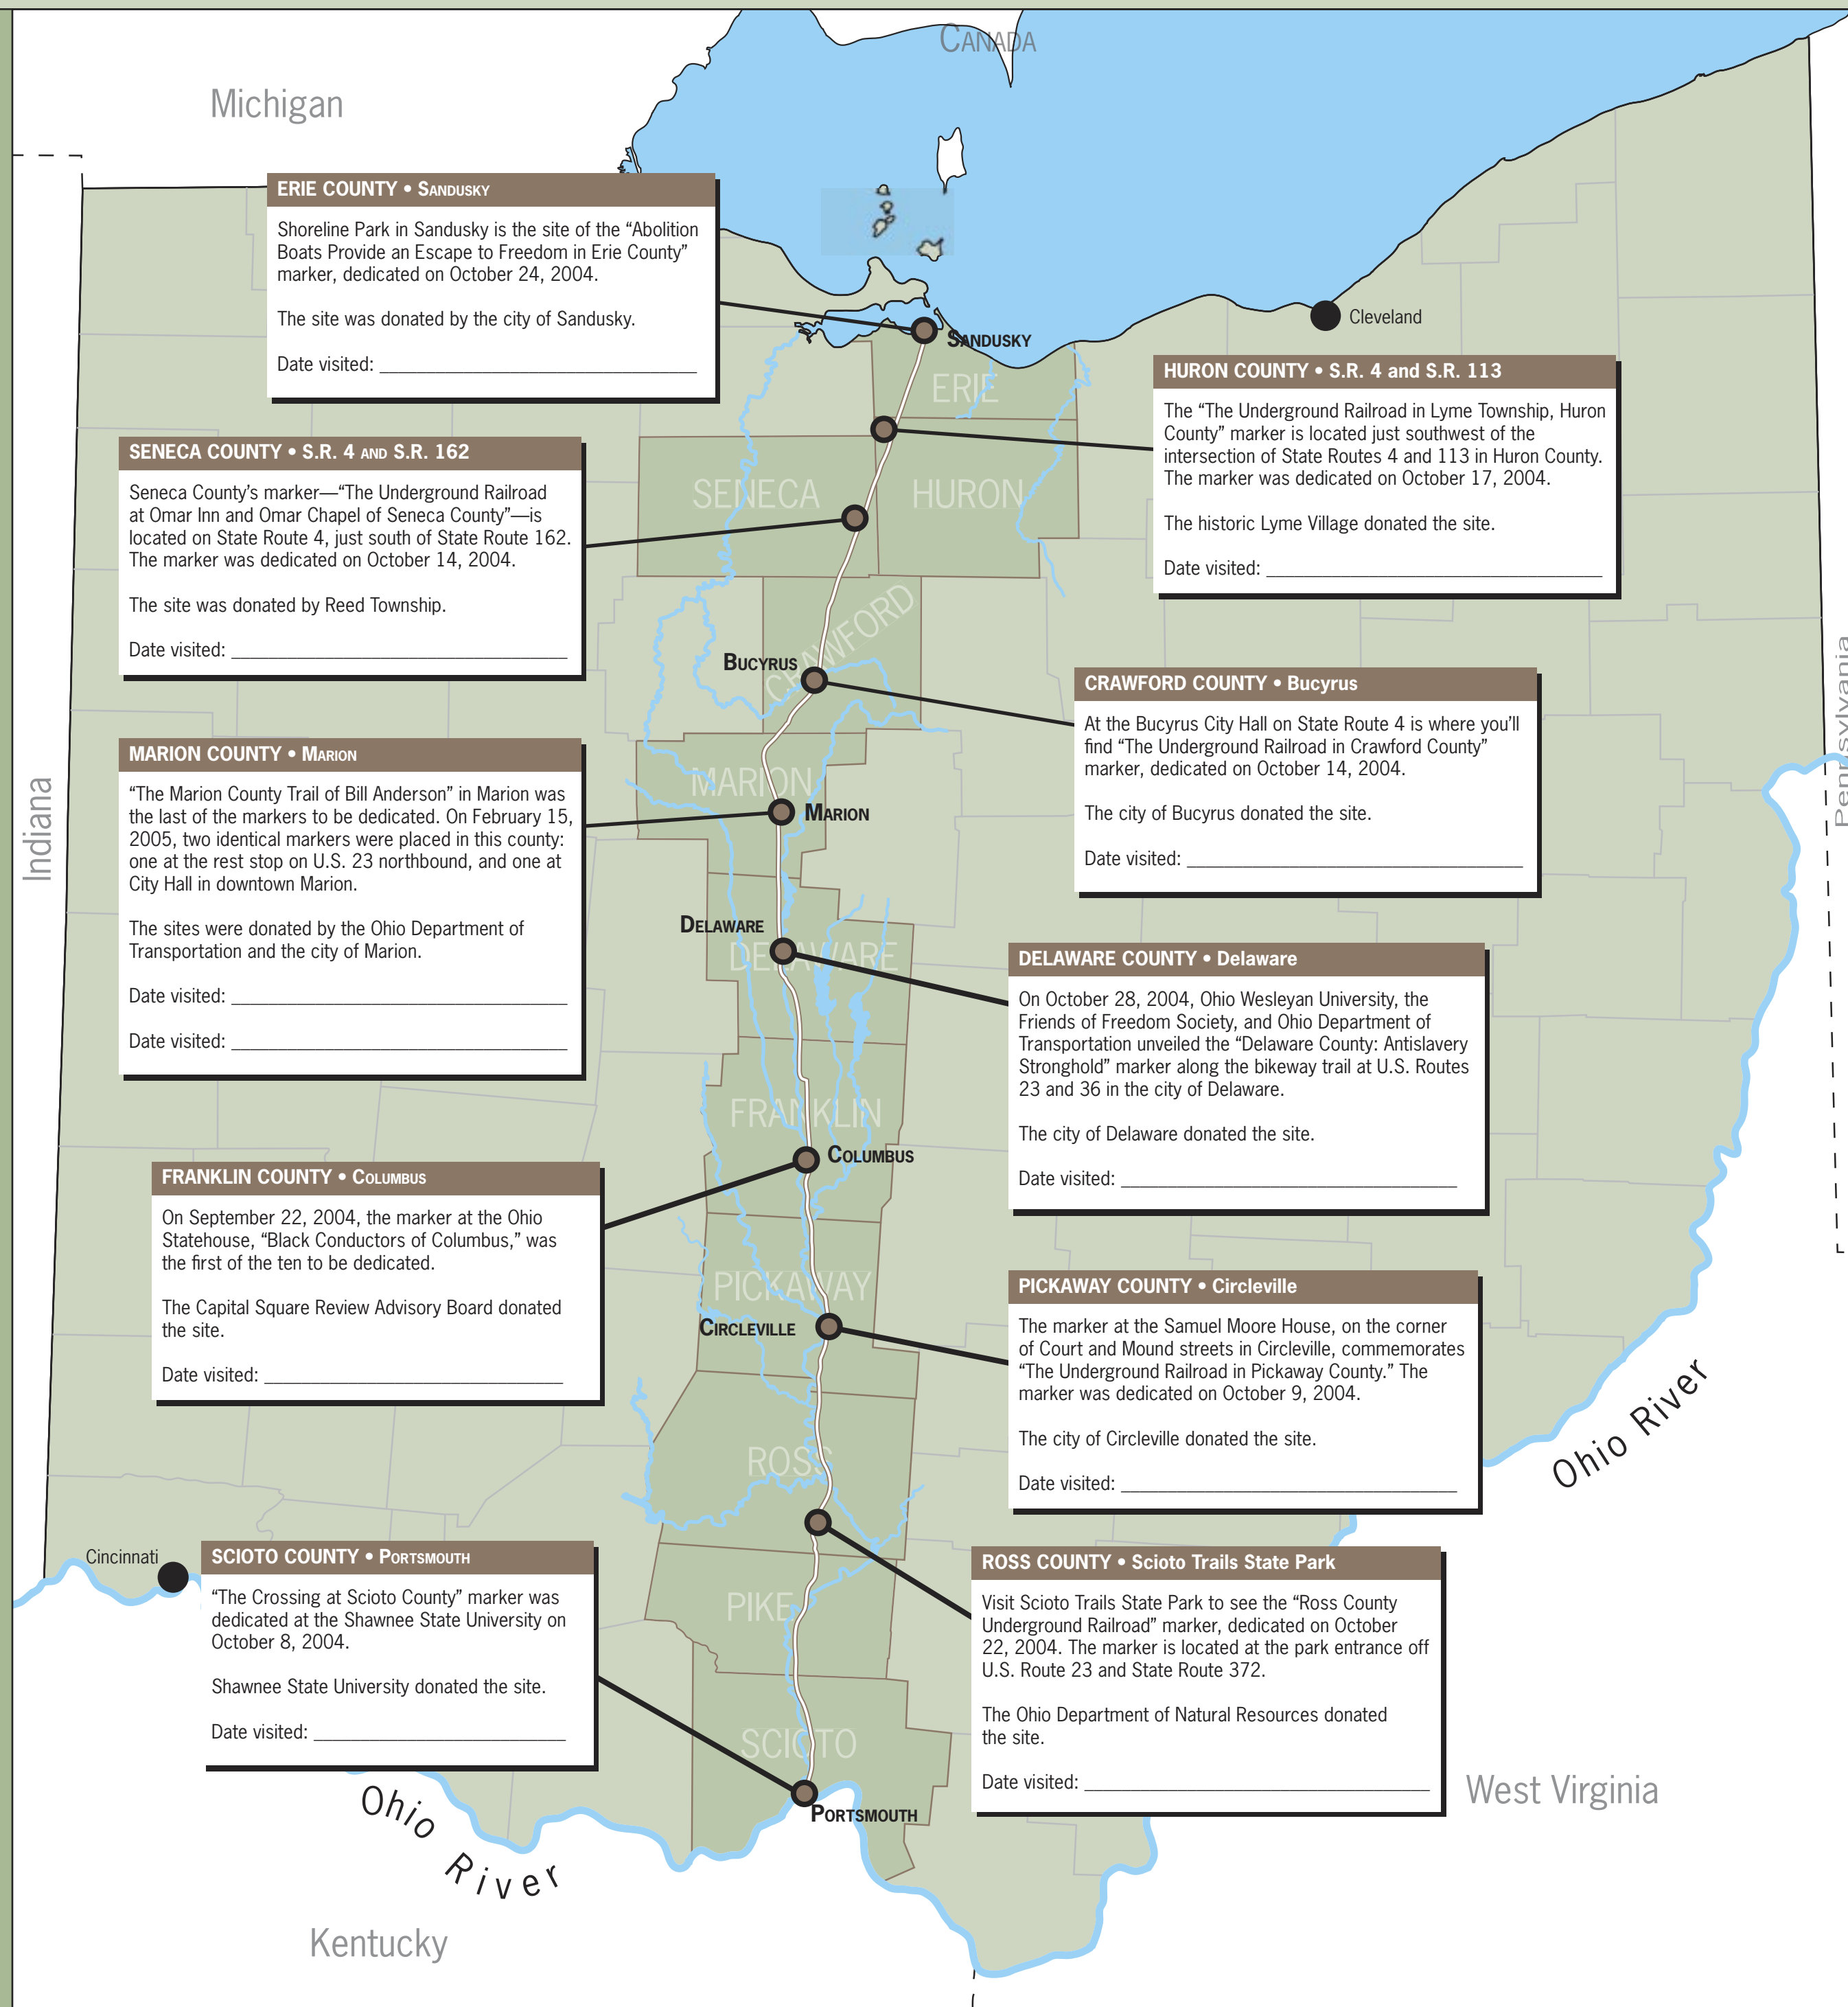 CANADA
Michigan
ERIE COUNTY • SANDUSKY
Shoreline Park in Sandusky is the site of the “Abolition
Boats Provide an Escape to Freedom in Erie County”
marker, dedicated on October 24, 2004.
The site was donated by the city of Sandusky.
Date visited: ______________________________
SANDUSKY
Cleveland
ERIE
HURON COUNTY • S.R. 4 and S.R. 113
The “The Underground Railroad in Lyme Township, Huron
County” marker is located just southwest of the
intersection of State Routes 4 and 113 in Huron County.
The marker was dedicated on October 17, 2004.
The historic Lyme Village donated the site.
Date visited: ______________________________
SENECA COUNTY • S.R. 4 AND S.R. 162
Seneca County’s marker—“The Underground Railroad
at Omar Inn and Omar Chapel of Seneca County”—is
located on State Route 4, just south of State Route 162.
The marker was dedicated on October 14, 2004.
The site was donated by Reed Township.
Date visited: ______________________________
SENECA
HURON
CRAWFORD
BUCYRUS
CRAWFORD COUNTY • Bucyrus
At the Bucyrus City Hall on State Route 4 is where you’ll
find “The Underground Railroad in Crawford County”
marker, dedicated on October 14, 2004.
The city of Bucyrus donated the site.
Date visited: ______________________________
Pennsylvania
Indiana
MARION COUNTY • MARION
“The Marion County Trail of Bill Anderson” in Marion was
the last of the markers to be dedicated. On February 15,
2005, two identical markers were placed in this county:
one at the rest stop on U.S. 23 northbound, and one at
City Hall in downtown Marion.
The sites were donated by the Ohio Department of
Transportation and the city of Marion.
Date visited: ______________________________
Date visited: ______________________________
MARION
MARION
DELAWARE
DELAWARE
DELAWARE COUNTY • Delaware
On October 28, 2004, Ohio Wesleyan University, the
Friends of Freedom Society, and Ohio Department of
Transportation unveiled the “Delaware County: Antislavery
Stronghold” marker along the bikeway trail at U.S. Routes
23 and 36 in the city of Delaware.
The city of Delaware donated the site.
Date visited: ______________________________
FRANKLIN
COLUMBUS
FRANKLIN COUNTY • COLUMBUS
On September 22, 2004, the marker at the Ohio
Statehouse, “Black Conductors of Columbus,” was
the first of the ten to be dedicated.
The Capital Square Review Advisory Board donated
the site.
Date visited: ______________________________
PICKAWAY
CIRCLEVILLE
PICKAWAY COUNTY • Circleville
The marker at the Samuel Moore House, on the corner
of Court and Mound streets in Circleville, commemorates
“The Underground Railroad in Pickaway County.” The
marker was dedicated on October 9, 2004.
The city of Circleville donated the site.
Date visited: ______________________________
Ohio River
ROSS
Cincinnati
SCIOTO COUNTY • PORTSMOUTH
“The Crossing at Scioto County” marker was
dedicated at the Shawnee State University on
October 8, 2004.
Shawnee State University donated the site.
Date visited: ______________________________
PIKE
ROSS COUNTY • Scioto Trails State Park
Visit Scioto Trails State Park to see the “Ross County
Underground Railroad” marker, dedicated on October
22, 2004. The marker is located at the park entrance off
U.S. Route 23 and State Route 372.
The Ohio Department of Natural Resources donated
the site.
Date visited: ______________________________
SCIOTO
PORTSMOUTH
West Virginia
Ohio River
Kentucky